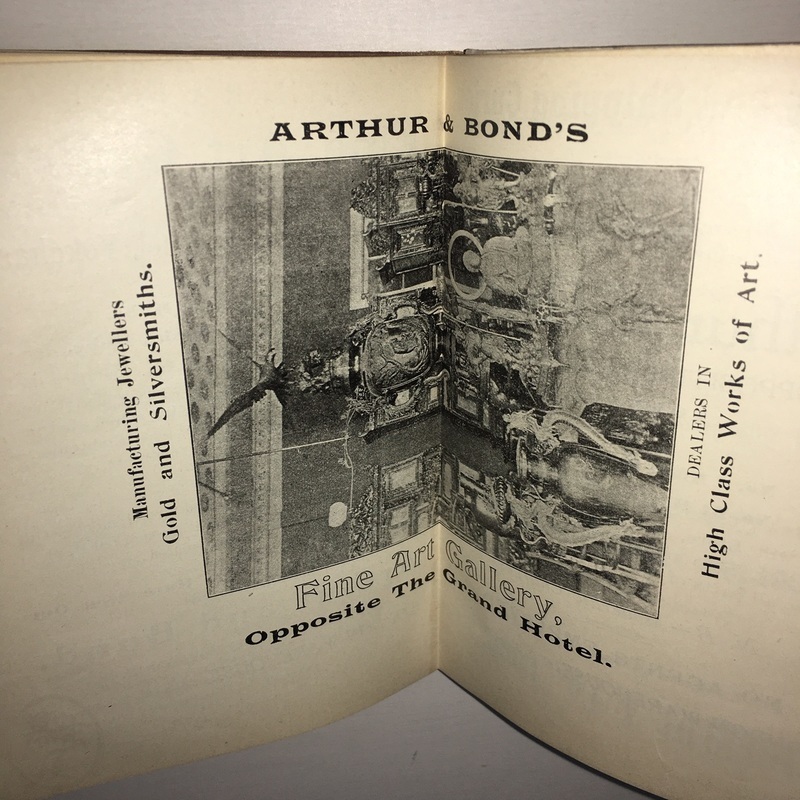 ARTHUR & BOND'S
Manufacturing Jewellers
Gold and Silversmiths.
DEALERS IN
High Class Works of Art.
Fine Art Gallery,
Opposite The Grand Hotel.